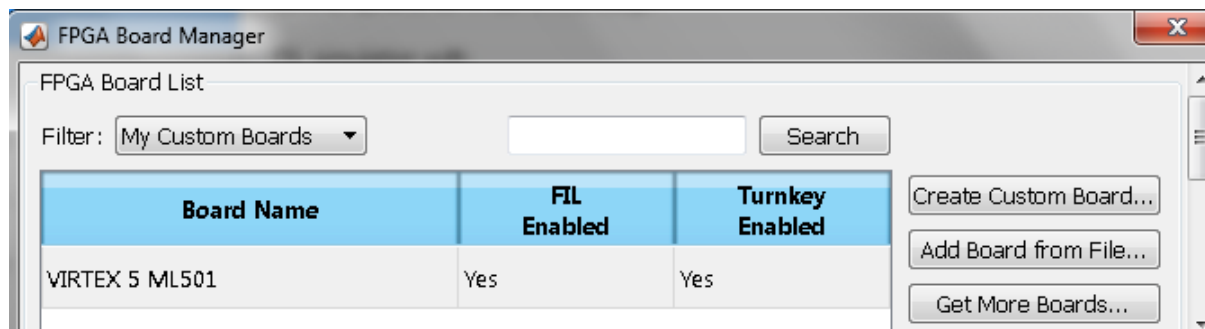 FPGA Board Manager
FPGA Board List
Filter: My Custom Boards Search
Board Name FIL Enabled Turnkey Enabled
VIRTEX 5 ML501 Yes Yes
Create Custom Board...
Add Board from File...
Get More Boards...